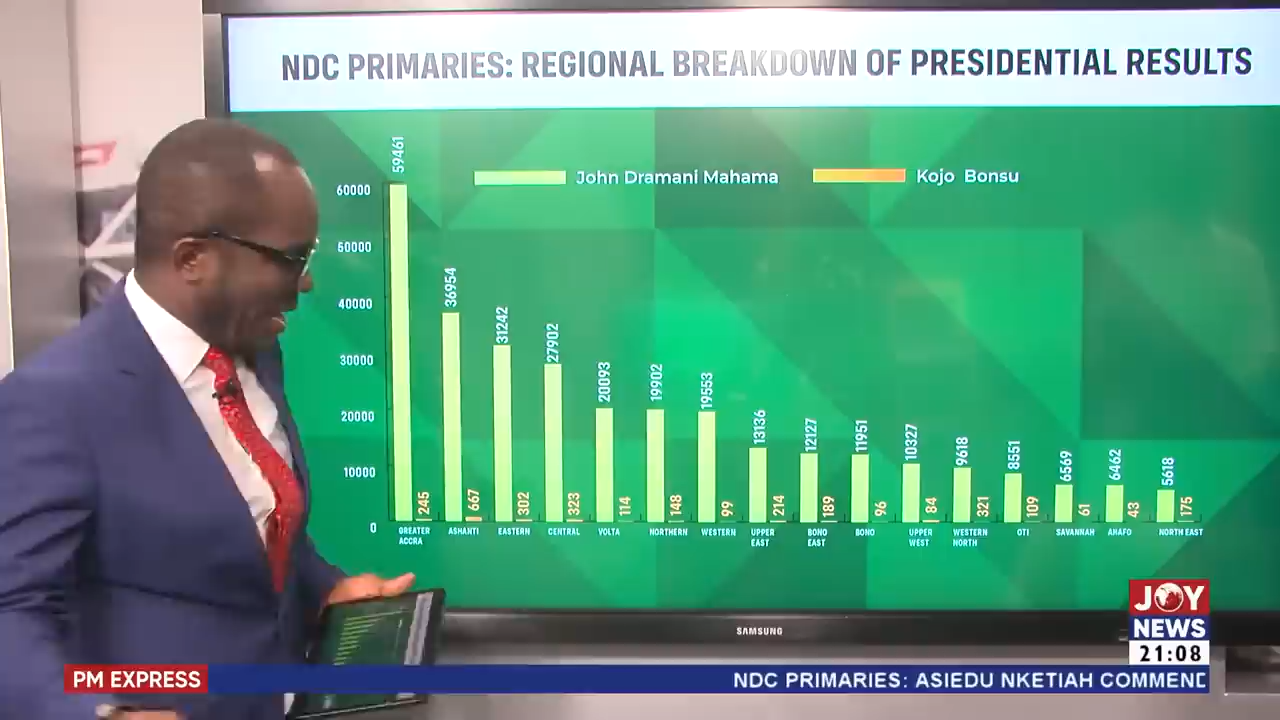 NDC PRIMARIES: REGIONAL BREAKDOWN OF PRESIDENTIAL RESULTS
John Dramani Mahama
Kojo Bonsu
60000
50000
40000
30000
20000
10000
0
59461
245
36954
667
31242
302
27902
323
20093
114
19902
148
19553
99
13136
214
12127
189
11951
96
10327
84
9618
321
8551
109
6569
61
6462
43
5618
175
GREATER
ACCRA
ASHANTI
EASTERN
CENTRAL
VOLTA
NORTHERN
WESTERN
UPPER
EAST
BONO
EAST
BONO
UPPER
WEST
WESTERN
NORTH
OTI
SAVANNAH
AHAFO
NORTH EAST
SAMSUNG
JOY
NEWS
21:08
PM EXPRESS
NDC PRIMARIES: ASIEDU NKETIAH COMMEND